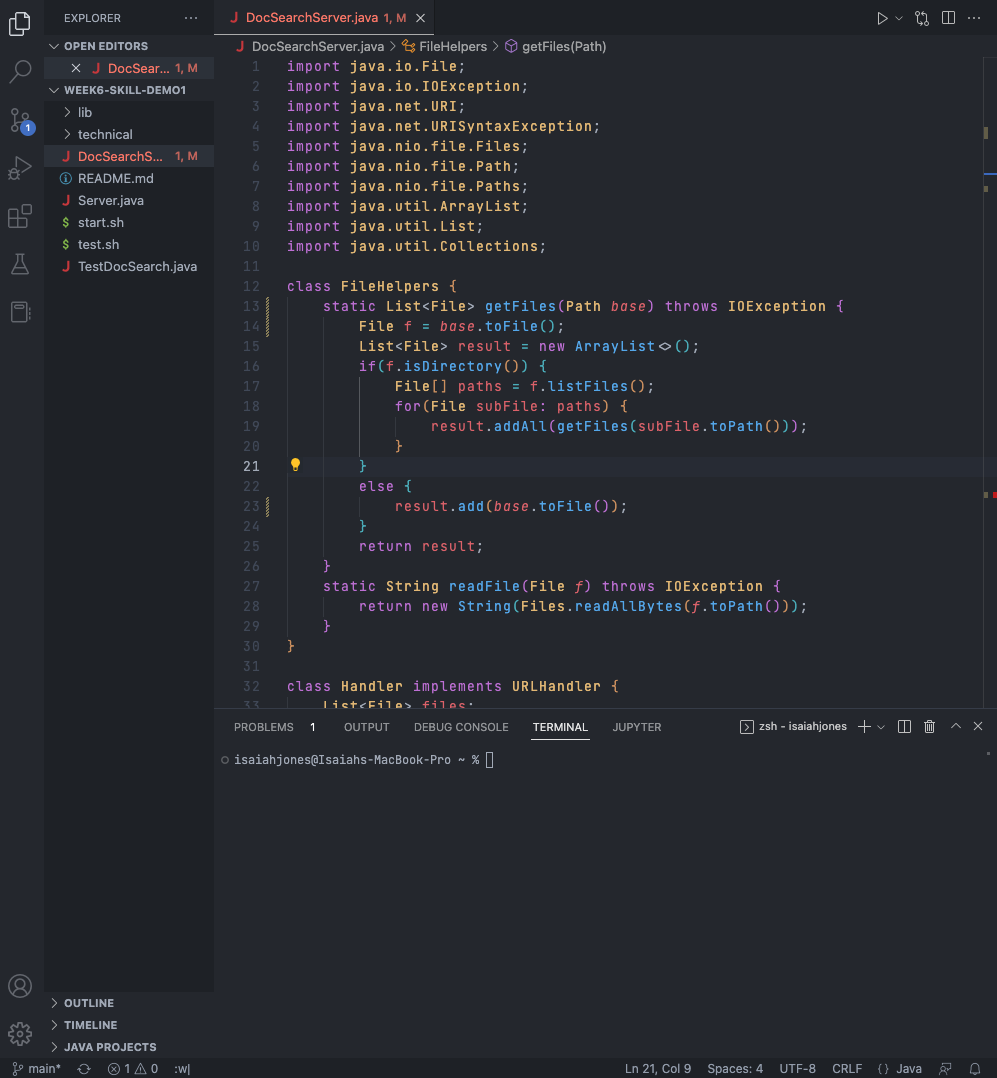 EXPLORER
OPEN EDITORS
DocSear... 1, M
WEEK6-SKILL-DEMO1
lib
technical
DocSearchS... 1, M
README.md
Server.java
start.sh
test.sh
TestDocSearch.java
OUTLINE
TIMELINE
JAVA PROJECTS
1
DocSearchServer.java 1, M
DocSearchServer.java > FileHelpers > getFiles(Path)
1 import java.io.File;
2 import java.io.IOException;
3 import java.net.URI;
4 import java.net.URISyntaxException;
5 import java.nio.file.Files;
6 import java.nio.file.Path;
7 import java.nio.file.Paths;
8 import java.util.ArrayList;
9 import java.util.List;
10 import java.util.Collections;
11
12 class FileHelpers {
13 static List<File> getFiles(Path base) throws IOException {
14 File f = base.toFile();
15 List<File> result = new ArrayList<>();
16 if(f.isDirectory()) {
17 File[] paths = f.listFiles();
18 for(File subFile: paths) {
19 result.addAll(getFiles(subFile.toPath()));
20 }
21 }
22 else {
23 result.add(base.toFile());
24 }
25 return result;
26 }
27 static String readFile(File f) throws IOException {
28 return new String(Files.readAllBytes(f.toPath()));
29 }
30 }
31
32 class Handler implements URLHandler {
33 List<File> files;
PROBLEMS 1 OUTPUT DEBUG CONSOLE TERMINAL JUPYTER zsh - isaiahjones
isaiahjones@Isaiahs-MacBook-Pro ~ %
main* 1 0 :w| Ln 21, Col 9 Spaces: 4 UTF-8 CRLF {} Java